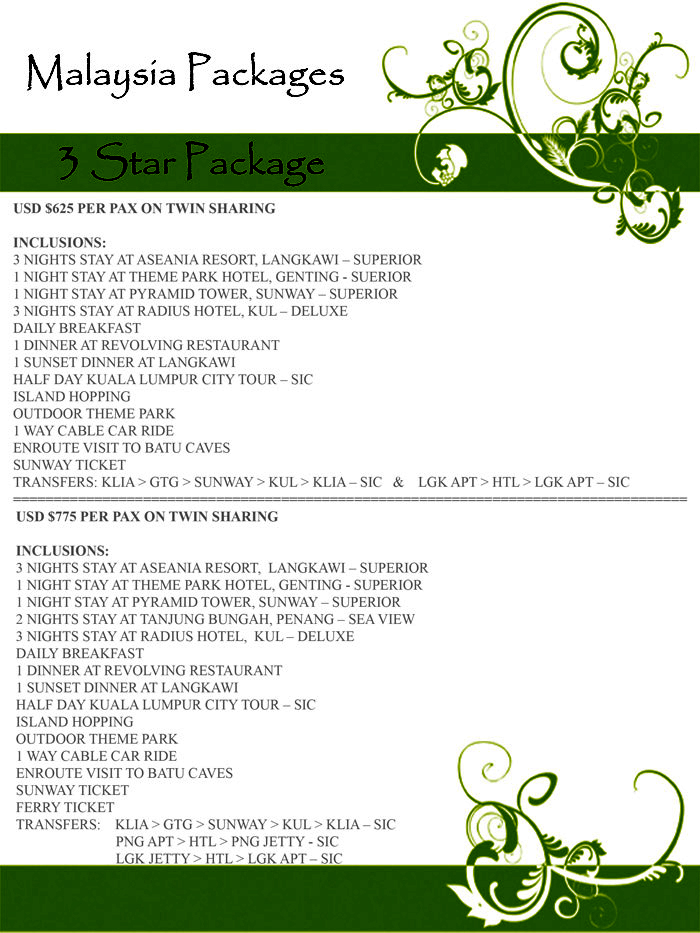 Malaysia Packages
3 Star Package
USD $625 PER PAX ON TWIN SHARING
INCLUSIONS:
3 NIGHTS STAY AT ASEANIA RESORT, LANGKAWI – SUPERIOR
1 NIGHT STAY AT THEME PARK HOTEL, GENTING - SUERIOR
1 NIGHT STAY AT PYRAMID TOWER, SUNWAY – SUPERIOR
3 NIGHTS STAY AT RADIUS HOTEL, KUL – DELUXE
DAILY BREAKFAST
1 DINNER AT REVOLVING RESTAURANT
1 SUNSET DINNER AT LANGKAWI
HALF DAY KUALA LUMPUR CITY TOUR – SIC
ISLAND HOPPING
OUTDOOR THEME PARK
1 WAY CABLE CAR RIDE
ENROUTE VISIT TO BATU CAVES
SUNWAY TICKET
TRANSFERS: KLIA > GTG > SUNWAY > KUL > KLIA – SIC & LGK APT > HTL > LGK APT – SIC
USD $775 PER PAX ON TWIN SHARING
INCLUSIONS:
3 NIGHTS STAY AT ASEANIA RESORT, LANGKAWI – SUPERIOR
1 NIGHT STAY AT THEME PARK HOTEL, GENTING - SUPERIOR
1 NIGHT STAY AT PYRAMID TOWER, SUNWAY – SUPERIOR
2 NIGHTS STAY AT TANJUNG BUNGAH, PENANG – SEA VIEW
3 NIGHTS STAY AT RADIUS HOTEL, KUL – DELUXE
DAILY BREAKFAST
1 DINNER AT REVOLVING RESTAURANT
1 SUNSET DINNER AT LANGKAWI
HALF DAY KUALA LUMPUR CITY TOUR – SIC
ISLAND HOPPING
OUTDOOR THEME PARK
1 WAY CABLE CAR RIDE
ENROUTE VISIT TO BATU CAVES
SUNWAY TICKET
FERRY TICKET
TRANSFERS: KLIA > GTG > SUNWAY > KUL > KLIA – SIC
PNG APT > HTL > PNG JETTY - SIC
LGK JETTY > HTL > LGK APT – SIC